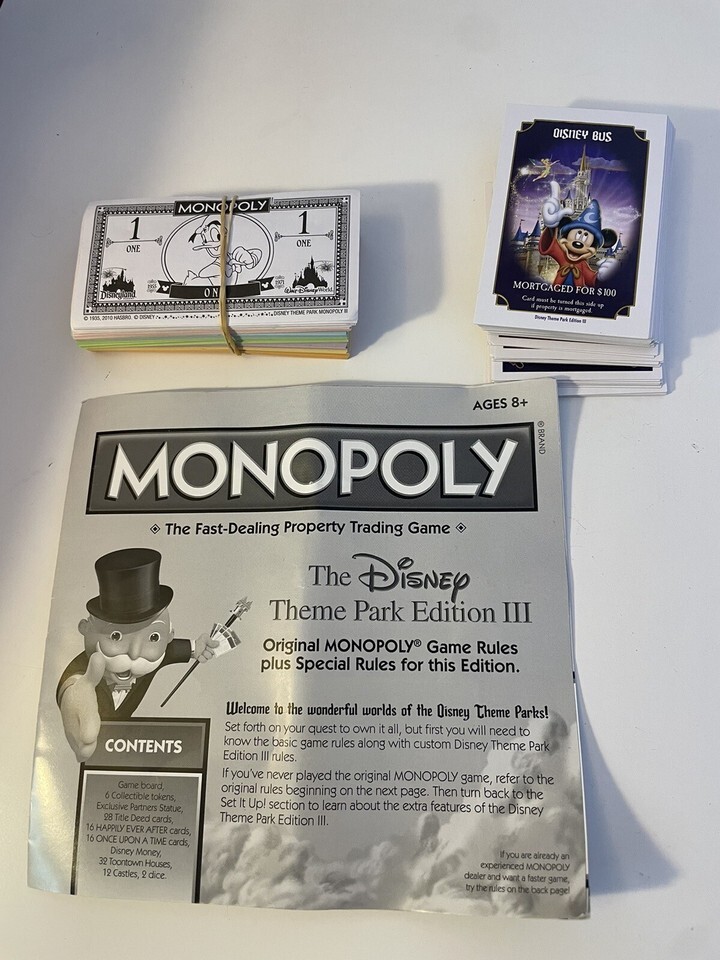 MONOPOLY
1
ONE
1
ONE
Disneyland
Walt Disney World
© 1935, 2010 HASBRO. © DISNEY
DISNEY THEME PARK MONOPOLY III
DISNEY BUS
MORTGAGED FOR $100
Card must be turned this side up
if property is mortgaged.
Disney Theme Park Edition III
AGES 8+
MONOPOLY
® BRAND
The Fast-Dealing Property Trading Game
The Disney
Theme Park Edition III
Original MONOPOLY® Game Rules
plus Special Rules for this Edition.
Welcome to the wonderful worlds of the Disney Theme Parks!
Set forth on your quest to own it all, but first you will need to
know the basic game rules along with custom Disney Theme Park
Edition III rules.
If you've never played the original MONOPOLY game, refer to the
original rules beginning on the next page. Then turn back to the
Set It Up! section to learn about the extra features of the Disney
Theme Park Edition III.
CONTENTS
Game board,
6 Collectible tokens,
Exclusive Partners Statue,
28 Title Deed cards,
16 HAPPILY EVER AFTER cards,
16 ONCE UPON A TIME cards,
Disney Money,
32 Toontown Houses,
12 Castles, 2 dice.
If you are already an
experienced MONOPOLY
dealer and want a faster game,
try the rules on the back page!